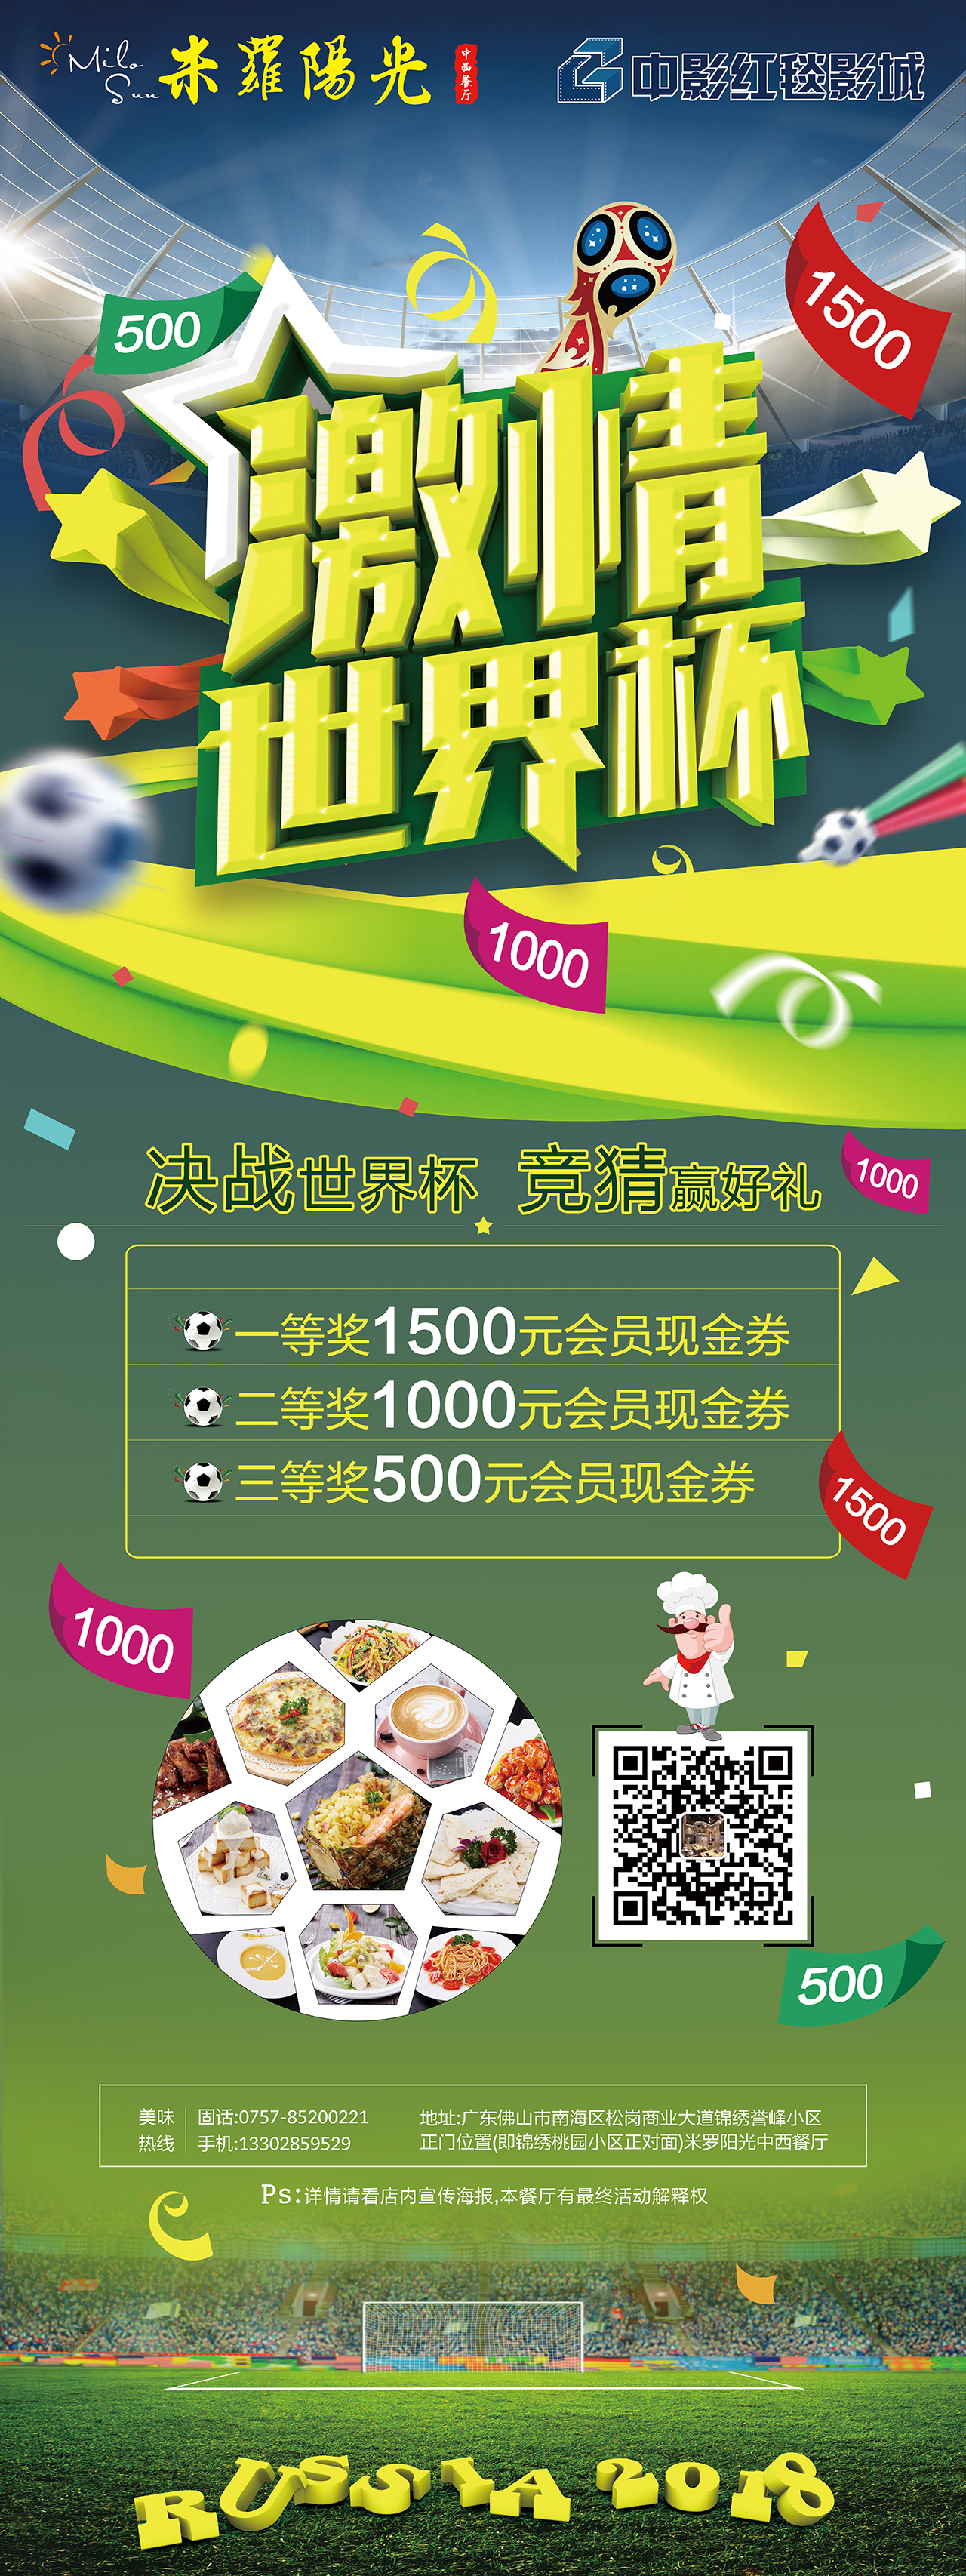 Milo
Sun
米羅陽光
中西餐厅
中影红毯影城
500
1500
激情
世界杯
1000
决战世界杯 竞猜赢好礼
1000
一等奖1500元会员现金券
二等奖1000元会员现金券
三等奖500元会员现金券
1500
1000
500
美味 固话:0757-85200221
热线 手机:13302859529
地址:广东佛山市南海区松岗商业大道锦绣誉峰小区
正门位置(即锦绣桃园小区正对面)米罗阳光中西餐厅
Ps:详情请看店内宣传海报,本餐厅有最终活动解释权
RUSSIA 2018